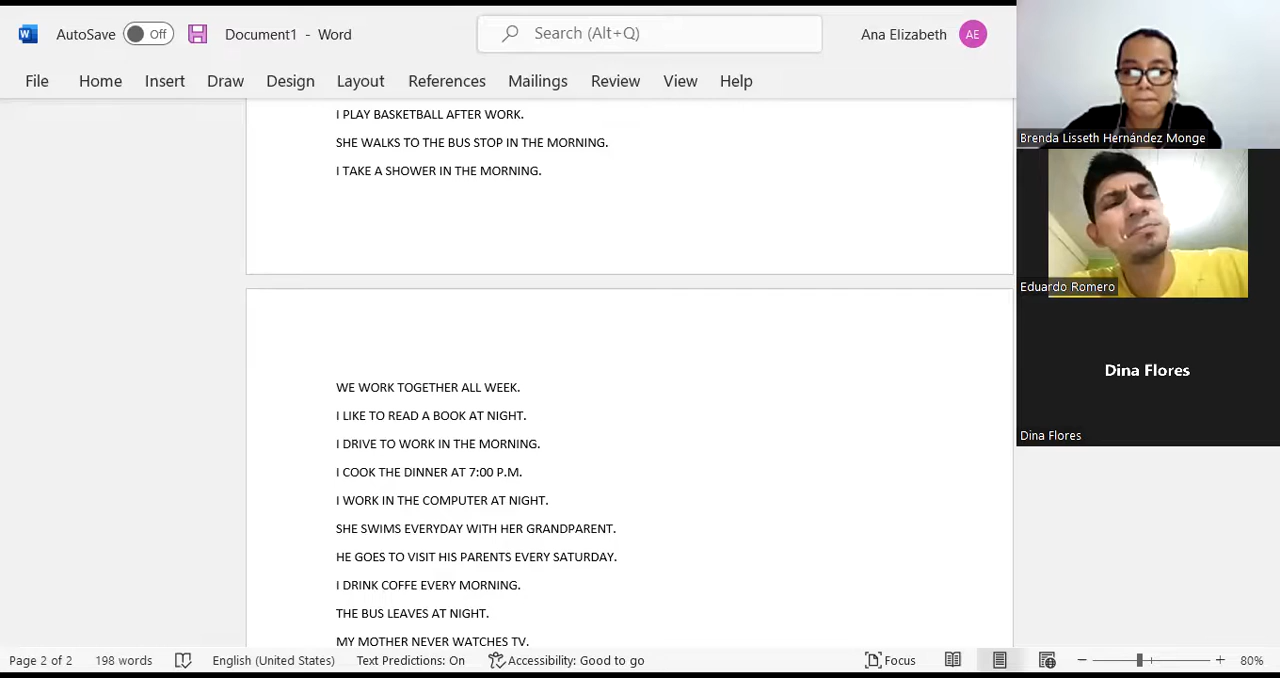 AutoSave Off Document1 - Word Search (Alt+Q) Ana Elizabeth AE
File Home Insert Draw Design Layout References Mailings Review View Help
I PLAY BASKETBALL AFTER WORK.
SHE WALKS TO THE BUS STOP IN THE MORNING.
I TAKE A SHOWER IN THE MORNING.
WE WORK TOGETHER ALL WEEK.
I LIKE TO READ A BOOK AT NIGHT.
I DRIVE TO WORK IN THE MORNING.
I COOK THE DINNER AT 7:00 P.M.
I WORK IN THE COMPUTER AT NIGHT.
SHE SWIMS EVERYDAY WITH HER GRANDPARENT.
HE GOES TO VISIT HIS PARENTS EVERY SATURDAY.
I DRINK COFFE EVERY MORNING.
THE BUS LEAVES AT NIGHT.
MY MOTHER NEVER WATCHES TV.
Page 2 of 2 198 words English (United States) Text Predictions: On Accessibility: Good to go Focus 80%
Brenda Lisseth Hernández Monge
Eduardo Romero
Dina Flores
Dina Flores